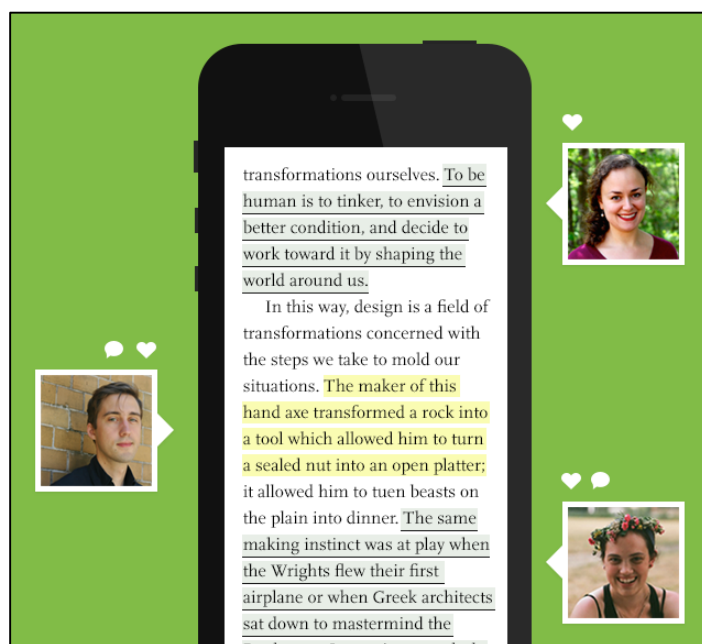 transformations ourselves. To be
human is to tinker, to envision a
better condition, and decide to
work toward it by shaping the
world around us.
In this way, design is a field of
transformations concerned with
the steps we take to mold our
situations. The maker of this
hand axe transformed a rock into
a tool which allowed him to turn
a sealed nut into an open platter;
it allowed him to tuen beasts on
the plain into dinner. The same
making instinct was at play when
the Wrights flew their first
airplane or when Greek architects
sat down to mastermind the